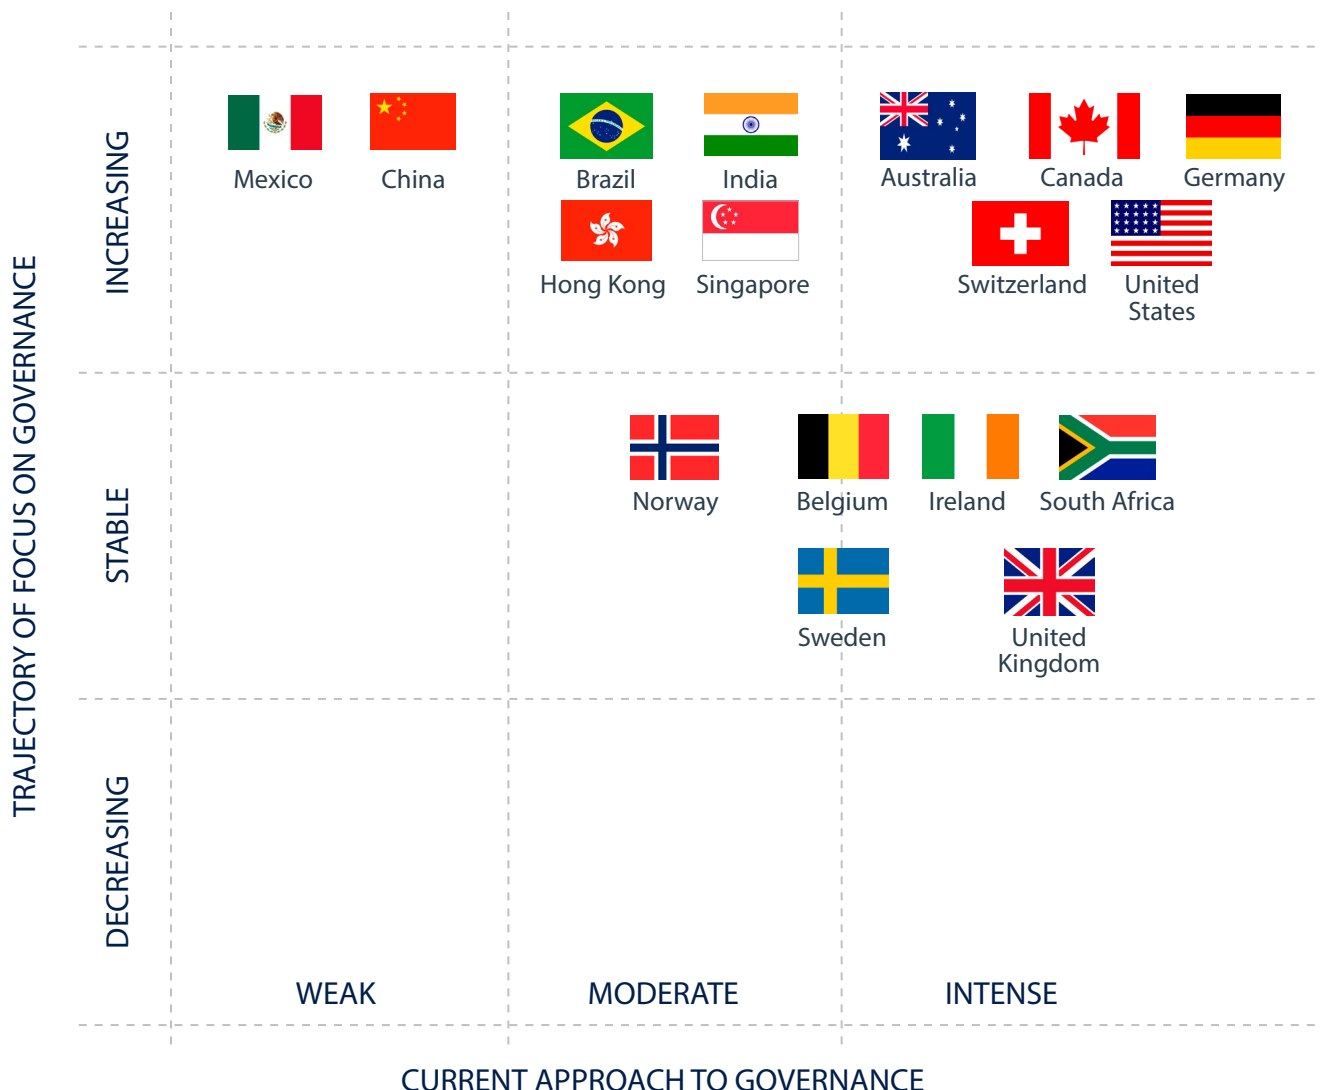 TRAJECTORY OF FOCUS ON GOVERNANCE
INCREASING
Mexico
China
Brazil
India
Australia
Canada
Germany
Hong Kong
Singapore
Switzerland
United
States
STABLE
Norway
Belgium
Ireland
South Africa
Sweden
United
Kingdom
DECREASING
WEAK
MODERATE
INTENSE
CURRENT APPROACH TO GOVERNANCE